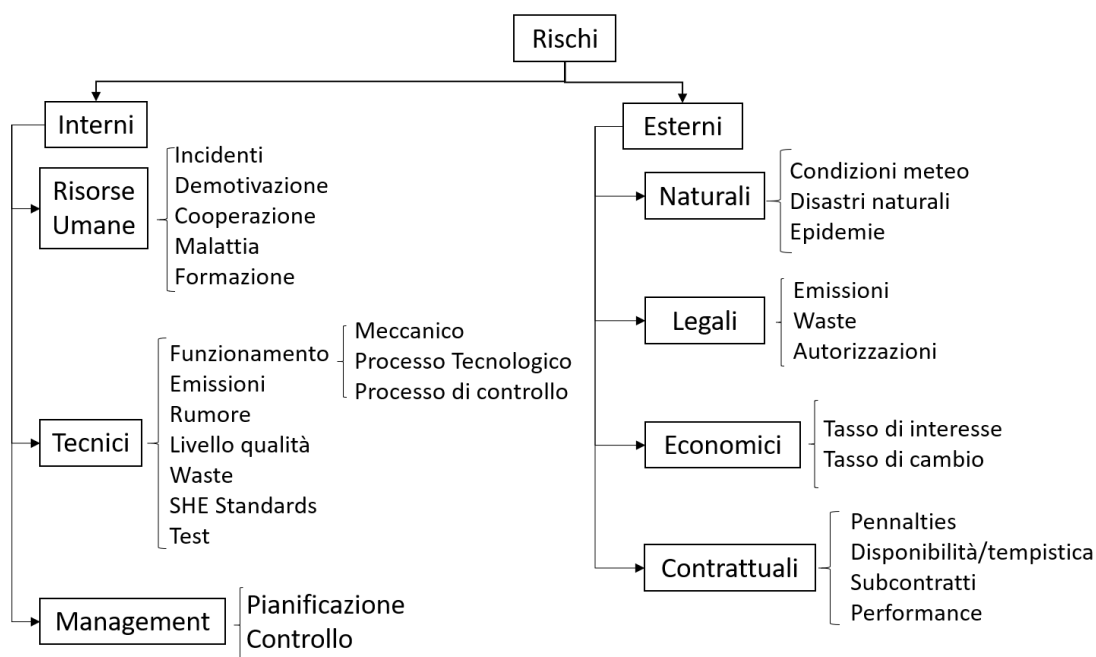 Rischi
Interni
Risorse
Umane
Incidenti
Demotivazione
Cooperazione
Malattia
Formazione
Tecnici
Funzionamento
Emissioni
Rumore
Livello qualità
Waste
SHE Standards
Test
Meccanico
Processo Tecnologico
Processo di controllo
Management
Pianificazione
Controllo
Esterni
Naturali
Condizioni meteo
Disastri naturali
Epidemie
Legali
Emissioni
Waste
Autorizzazioni
Economici
Tasso di interesse
Tasso di cambio
Contrattuali
Pennalties
Disponibilità/tempistica
Subcontratti
Performance